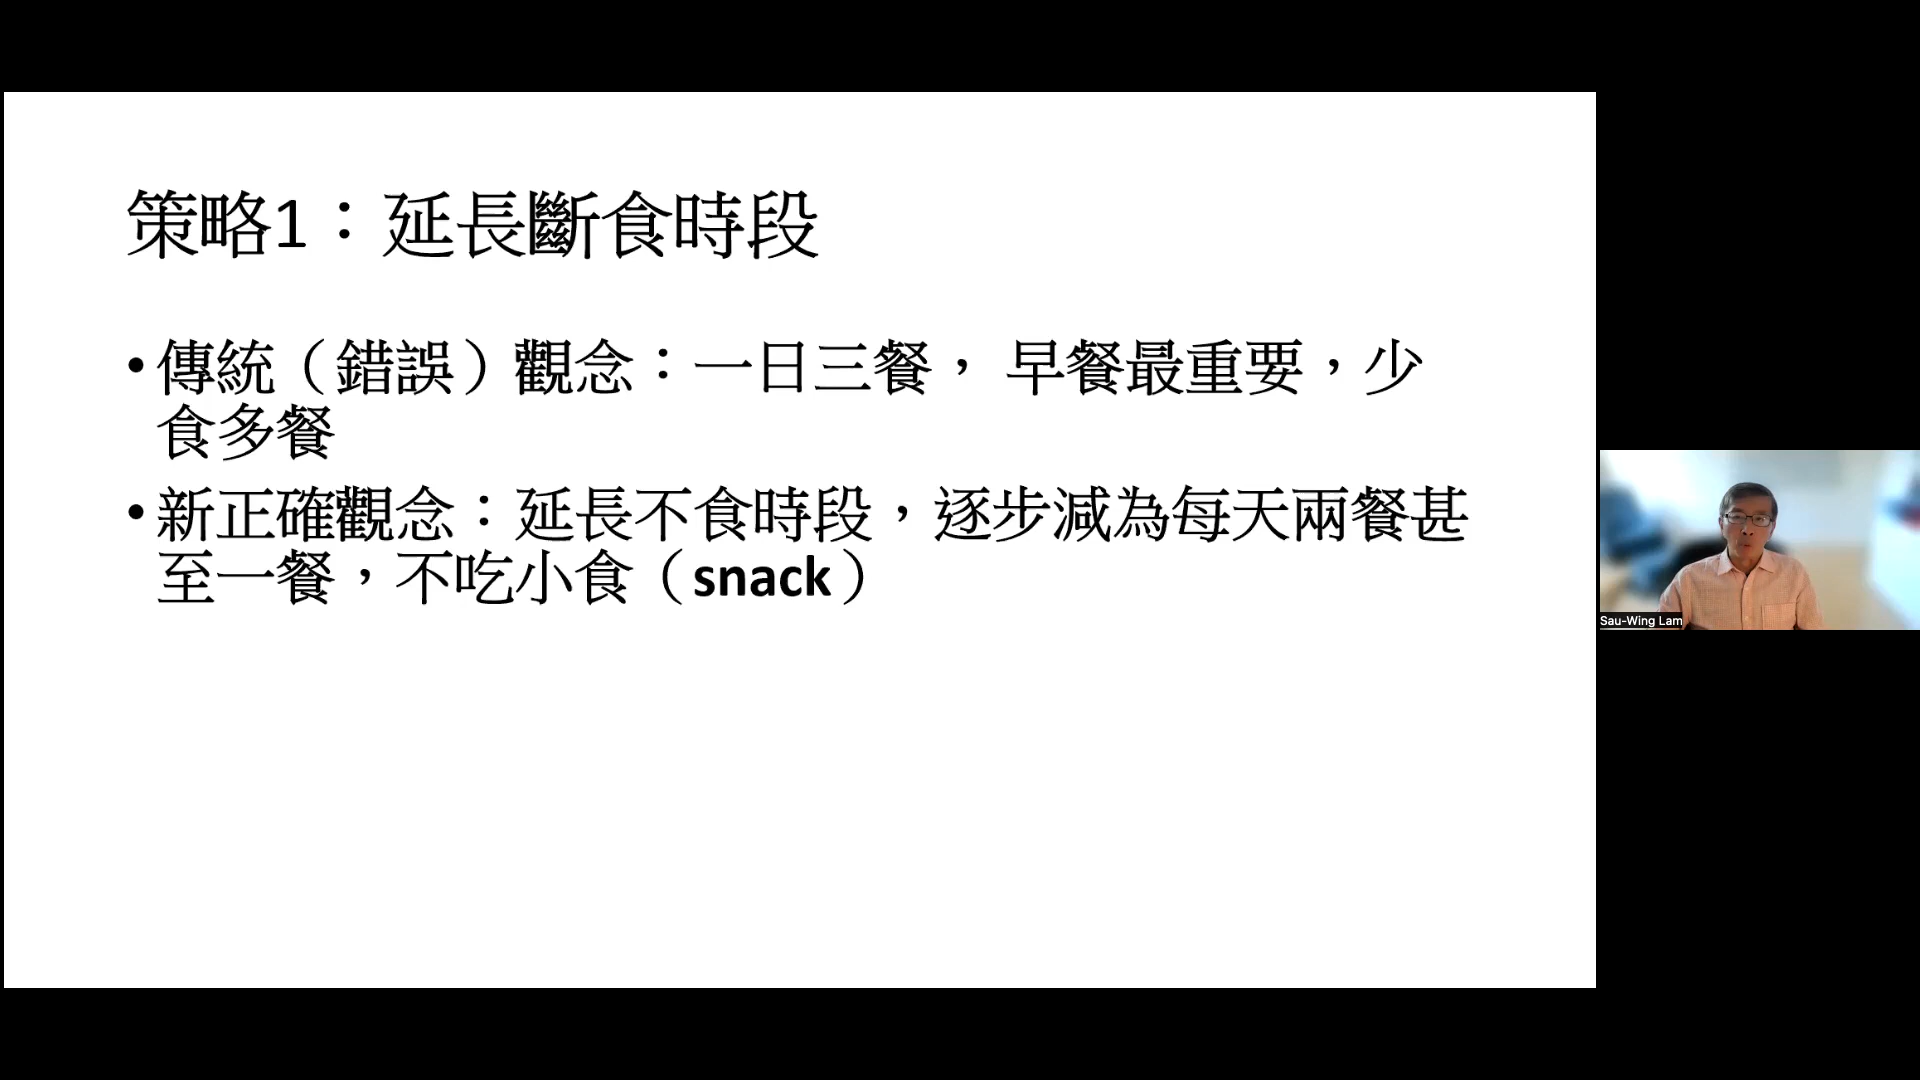 策略1：延長斷食時段
•傳統（錯誤）觀念：一日三餐， 早餐最重要，少
食多餐
•新正確觀念：延長不食時段，逐步減為每天兩餐甚
至一餐，不吃小食（snack）
Sau-Wing Lam